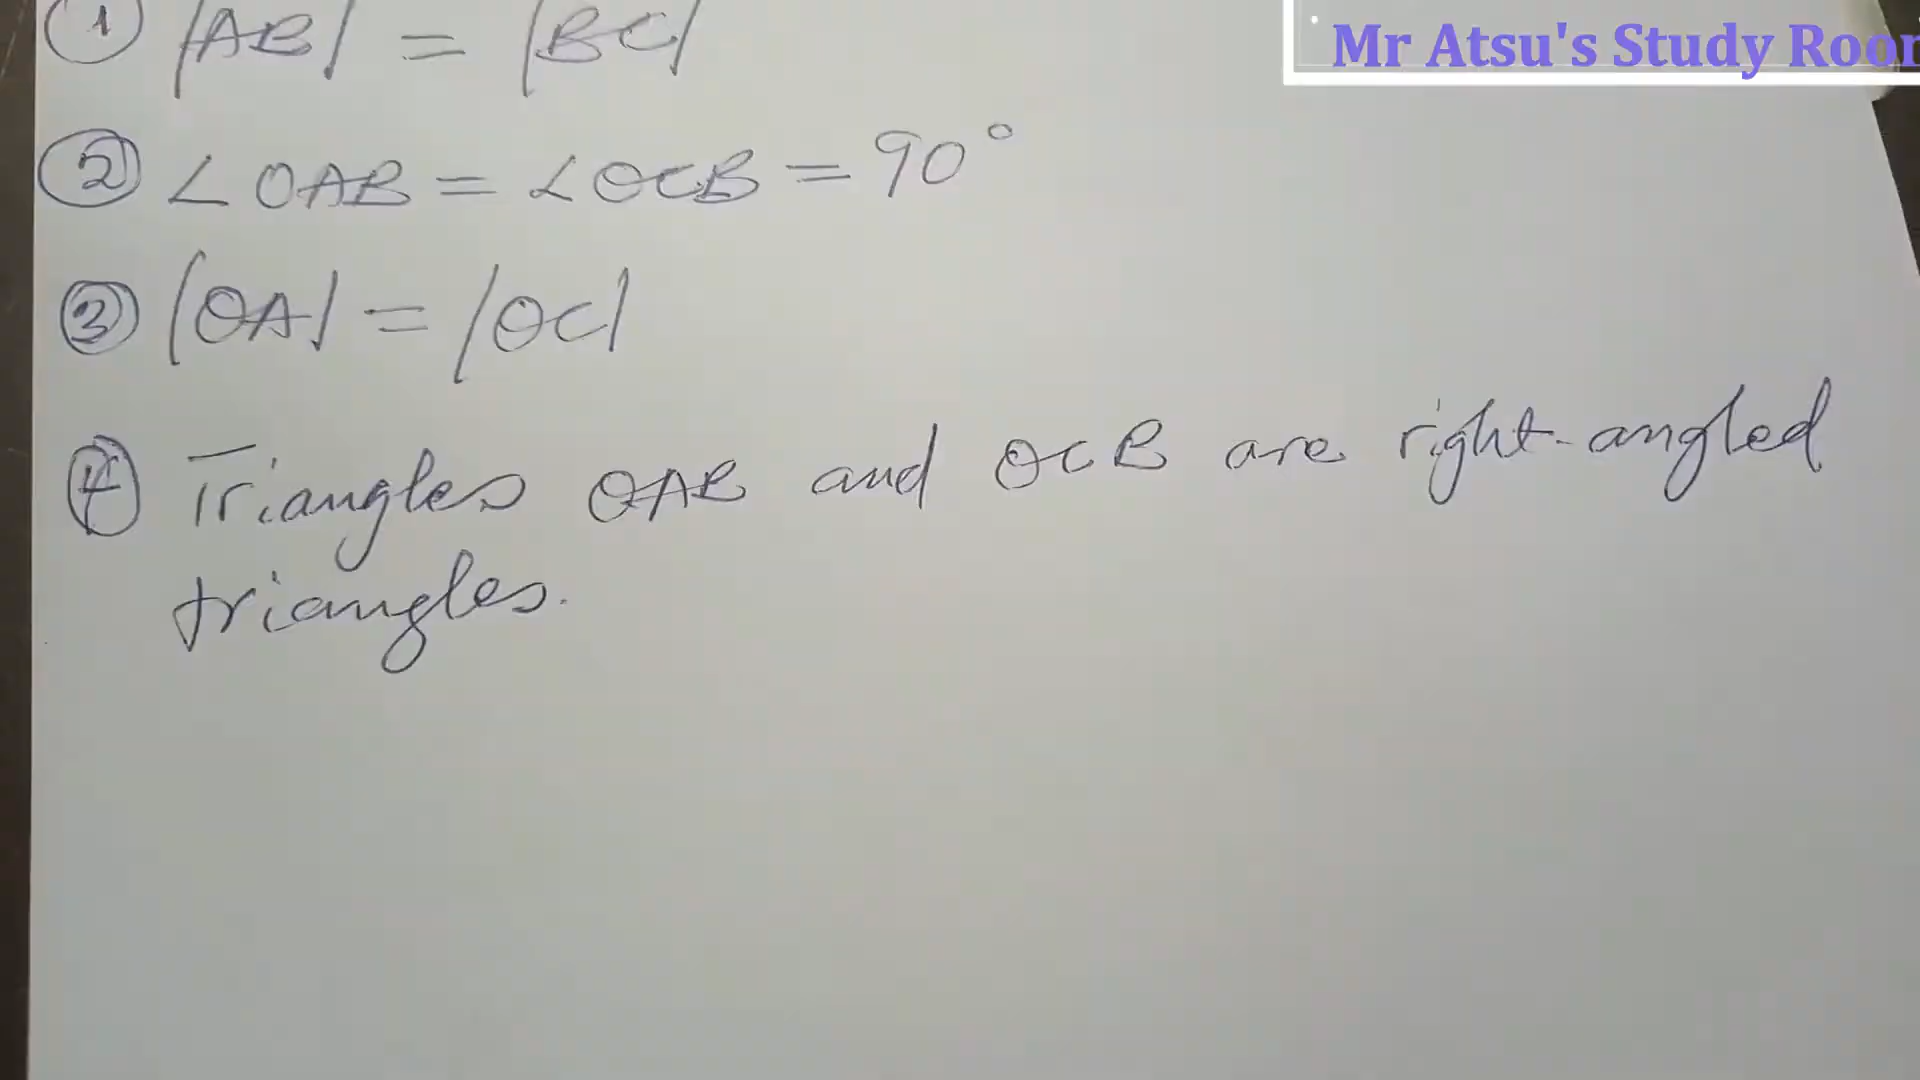 Mr Atsu's Study Roo
① |AB| = |BC|
② ∠OAB = ∠OCB = 90°
③ |OA| = |OC|
④ Triangles OAB and OCB are right-angled
triangles.